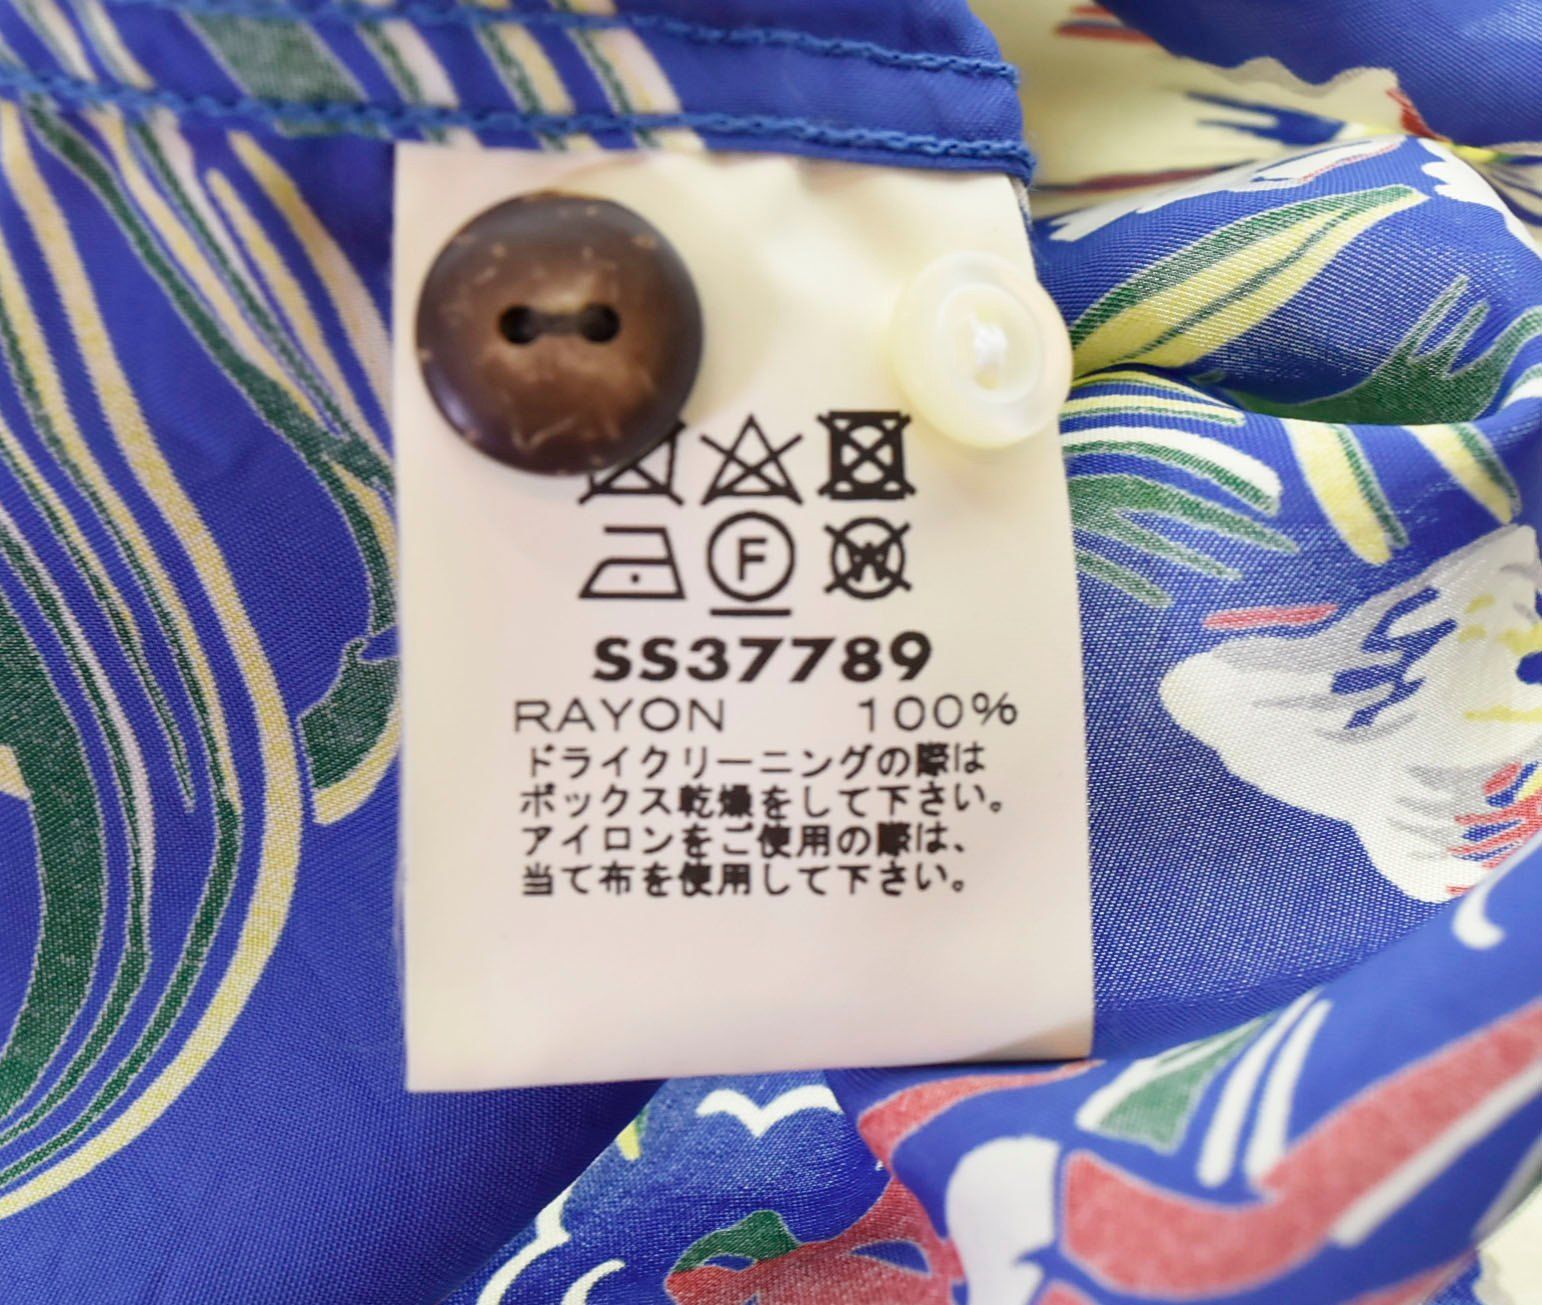 F W
SS37789
RAYON 100%
ドライクリーニングの際は
ボックス乾燥をして下さい。
アイロンをご使用の際は、
当て布を使用して下さい。